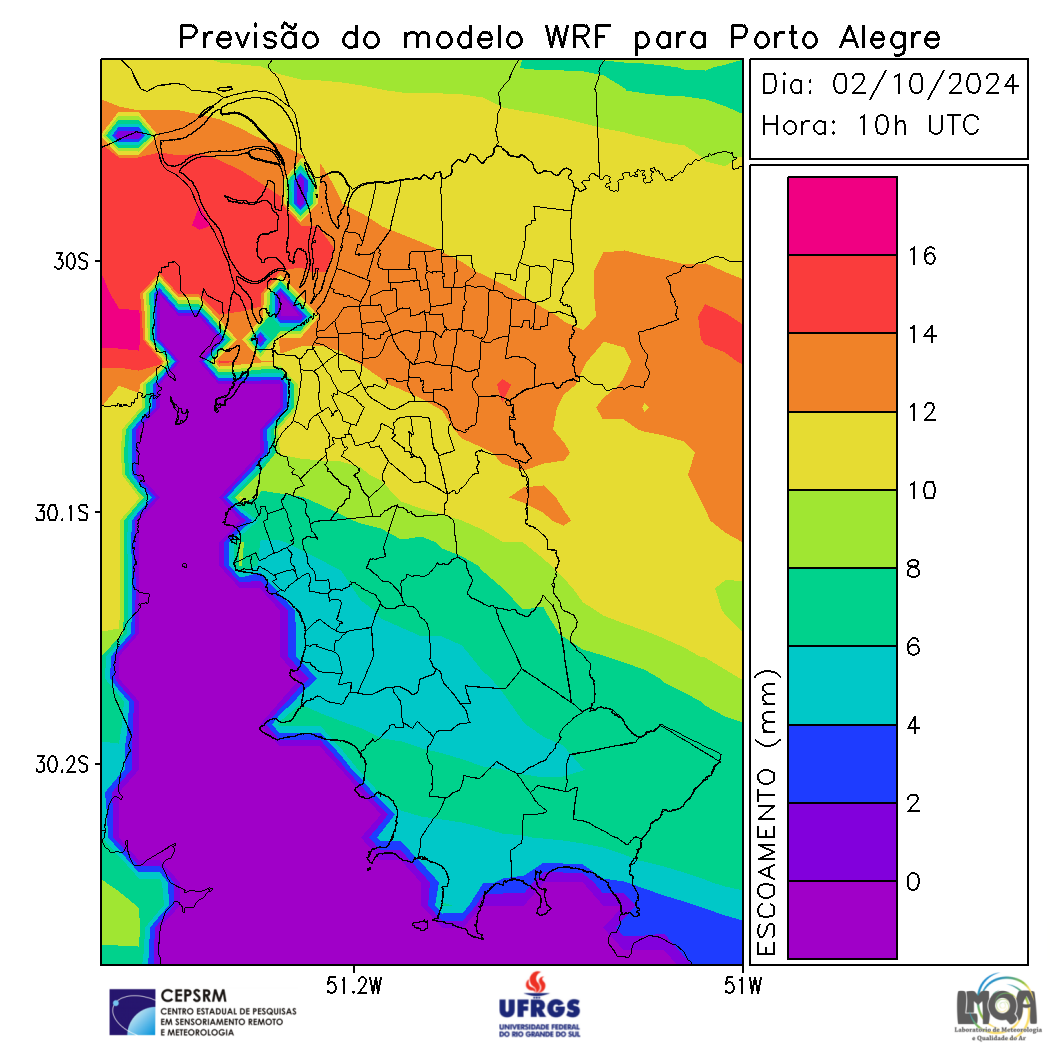 Previsão do modelo WRF para Porto Alegre
Dia: 02/10/2024
Hora: 10h UTC
30S
30.1S
30.2S
51.2W
51W
ESCOAMENTO (mm)
16
14
12
10
8
6
4
2
0
CEPSRM
CENTRO ESTADUAL DE PESQUISAS
EM SENSORIAMENTO REMOTO
E METEOROLOGIA
UFRGS
UNIVERSIDADE FEDERAL
DO RIO GRANDE DO SUL
LMQA
Laboratório de Meteorologia
e Qualidade do Ar